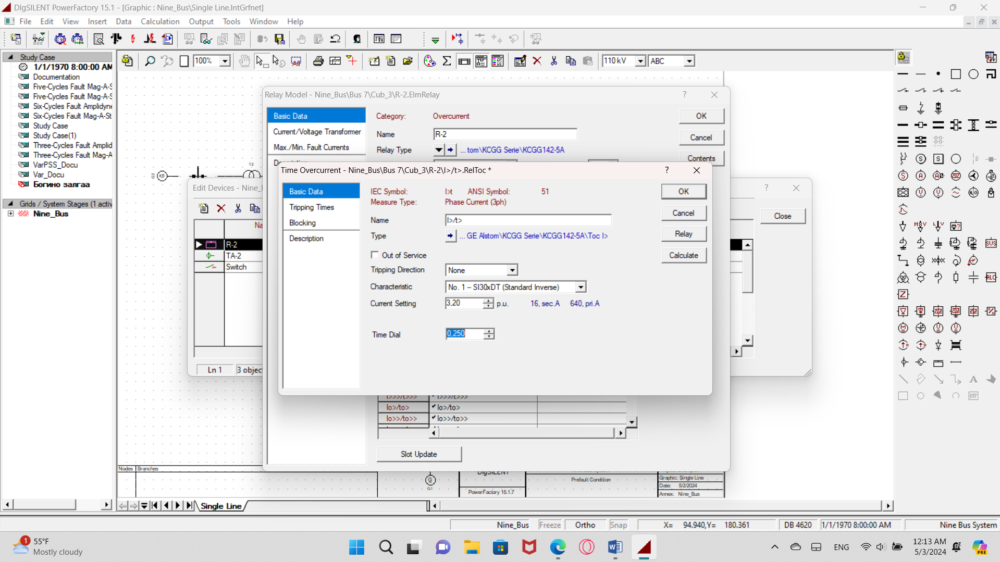 DIgSILENT PowerFactory 15.1 - [Graphic : Nine_Bus\Single Line.IntGrfnet]
File Edit View Insert Data Calculation Output Tools Window Help
100%
110 kV
ABC
Study Case
1/1/1970 8:00:00 AM
Documentation
Five-Cycles Fault Mag-A-S
Five-Cycles Fault Mag-A-S
Six-Cycles Fault Amplidyne
Six-Cycles Fault Mag-A-St
Study Case
Study Case(1)
Three-Cycles Fault Amplid
Three-Cycles Fault Mag-A
VarPSS_Docu
Var_Docu
Богино залгаа
Grids / System Stages (1 activ
Nine_Bus
G2
T2
Relay Model - Nine_Bus\Bus 7\Cub_3\R-2.ElmRelay
?
Basic Data
Current/Voltage Transformer
Max./Min. Fault Currents
Category: Overcurrent
Name R-2
Relay Type ... tom\KCGG Serie\KCGG142-5A
OK
Cancel
Contents
Edit Devices - Nine_
?
Na
R-2
TA-2
Switch
Ln 1
3 object
Close
Time Overcurrent - Nine_Bus\Bus 7\Cub_3\R-2\I>/t>.RelToc *
?
Basic Data
Tripping Times
Blocking
Description
IEC Symbol: I>t ANSI Symbol: 51
Measure Type: Phase Current (3ph)
Name I>/t>
Type ... GE Alstom\KCGG Serie\KCGG142-5A\Toc I>
Out of Service
Tripping Direction None
Characteristic No. 1 -- SI30xDT (Standard Inverse)
Current Setting 3,20 p.u. 16, sec.A 640, pri.A
Time Dial 0,250
OK
Cancel
Relay
Calculate
I>>>/t>>> I>>>/t>>>
Io>/to> Io>/to>
Io>>/to>> Io>>/to>>
Slot Update
Nodes Branches
G
G1
DIgSILENT
PowerFactory 15.1.7
Prefault Condition
Graphic: Single Line
Date: 5/2/2024
Annex: Nine_Bus
Single Line
Nine_Bus Freeze Ortho Snap X= 94.940,Y= 180.361 DB 4620 1/1/1970 8:00:00 AM Nine Bus System
1
55°F
Mostly cloudy
ENG
12:13 AM
5/3/2024
PRE